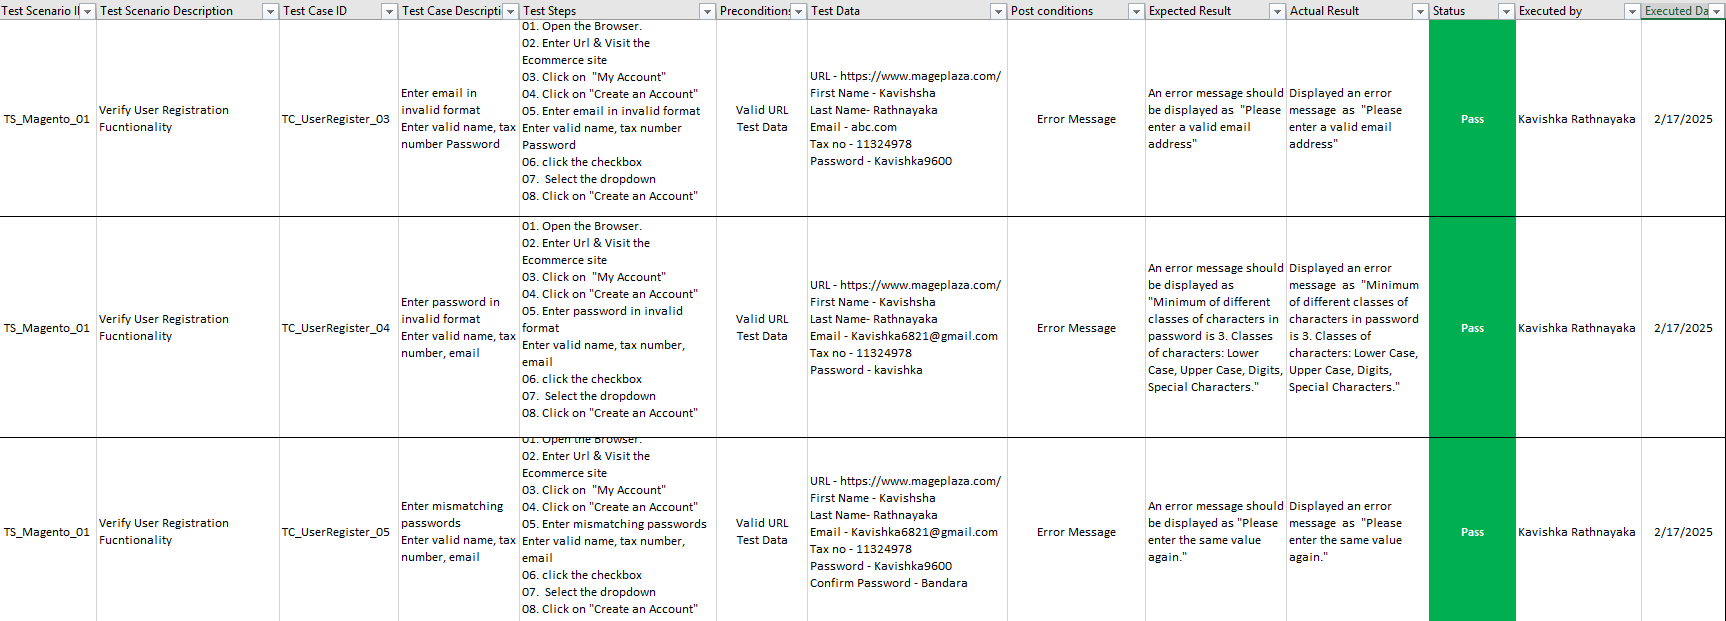 Test Scenario II
Test Scenario Description
Test Case ID
Test Case Descripti
Test Steps
Preconditions
Test Data
Post conditions
Expected Result
Actual Result
Status
Executed by
Executed Da
TS_Magento_01
Verify User Registration
Fucntionality
TC_UserRegister_03
Enter email in
invalid format
Enter valid name, tax
number Password
01. Open the Browser.
02. Enter Url & Visit the
Ecommerce site
03. Click on  "My Account"
04. Click on "Create an Account"
05. Enter email in invalid format
Enter valid name, tax number
Password
06. click the checkbox
07.  Select the dropdown
08. Click on "Create an Account"
Valid URL
Test Data
URL - https://www.mageplaza.com/
First Name - Kavishsha
Last Name- Rathnayaka
Email - abc.com
Tax no - 11324978
Password - Kavishka9600
Error Message
An error message should
be displayed as  "Please
enter a valid email
address"
Displayed an error
message  as  "Please
enter a valid email
address"
Pass
Kavishka Rathnayaka
2/17/2025
TS_Magento_01
Verify User Registration
Fucntionality
TC_UserRegister_04
Enter password in
invalid format
Enter valid name, tax
number, email
01. Open the Browser.
02. Enter Url & Visit the
Ecommerce site
03. Click on  "My Account"
04. Click on "Create an Account"
05. Enter password in invalid
format
Enter valid name, tax number,
email
06. click the checkbox
07.  Select the dropdown
08. Click on "Create an Account"
Valid URL
Test Data
URL - https://www.mageplaza.com/
First Name - Kavishsha
Last Name- Rathnayaka
Email - Kavishka6821@gmail.com
Tax no - 11324978
Password - kavishka
Error Message
An error message should
be displayed as
"Minimum of different
classes of characters in
password is 3. Classes
of characters: Lower
Case, Upper Case, Digits,
Special Characters."
Displayed an error
message  as  "Minimum
of different classes of
characters in password
is 3. Classes of
characters: Lower Case,
Upper Case, Digits,
Special Characters."
Pass
Kavishka Rathnayaka
2/17/2025
TS_Magento_01
Verify User Registration
Fucntionality
TC_UserRegister_05
Enter mismatching
passwords
Enter valid name, tax
number, email
01. Open the Browser.
02. Enter Url & Visit the
Ecommerce site
03. Click on  "My Account"
04. Click on "Create an Account"
05. Enter mismatching passwords
Enter valid name, tax number,
email
06. click the checkbox
07.  Select the dropdown
08. Click on "Create an Account"
Valid URL
Test Data
URL - https://www.mageplaza.com/
First Name - Kavishsha
Last Name- Rathnayaka
Email - Kavishka6821@gmail.com
Tax no - 11324978
Password - Kavishka9600
Confirm Password - Bandara
Error Message
An error message should
be displayed as "Please
enter the same value
again."
Displayed an error
message  as  "Please
enter the same value
again."
Pass
Kavishka Rathnayaka
2/17/2025